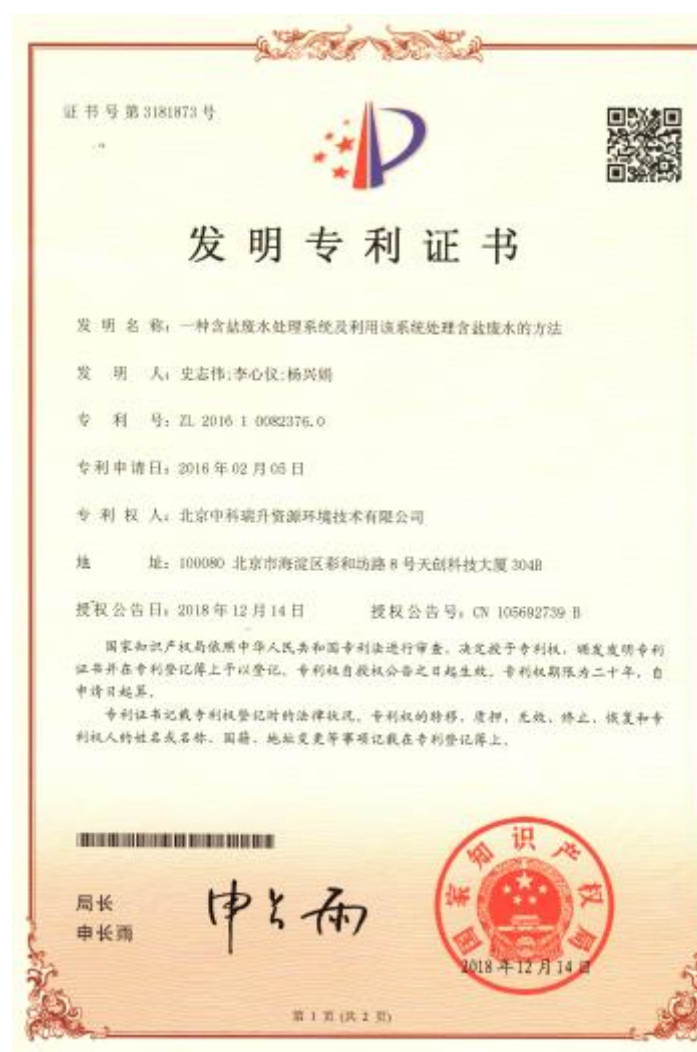 证书号第3181873号
发明专利证书
发明名称：一种含盐废水处理系统及利用该系统处理含盐废水的方法
发明人：史志伟;李心仪;杨兴娟
专利号：ZL 2016 1 0082376.0
专利申请日：2016年02月05日
专利权人：北京中科瑞升资源环境技术有限公司
地址：100080 北京市海淀区彩和坊路8号天创科技大厦304B
授权公告日：2018年12月14日 授权公告号：CN 105692739 B
国家知识产权局依照中华人民共和国专利法进行审查，决定授予专利权，颁发发明专利
证书并在专利登记簿上予以登记。专利权自授权公告之日起生效。专利权期限为二十年，自
申请日起算。
专利证书记载专利权登记时的法律状况。专利权的转移、质押、无效、终止、恢复和专
利权人的姓名或名称、国籍、地址变更等事项记载在专利登记簿上。
局长
申长雨
申长雨
国家知识产权局
2018年12月14日
第1页(共2页)